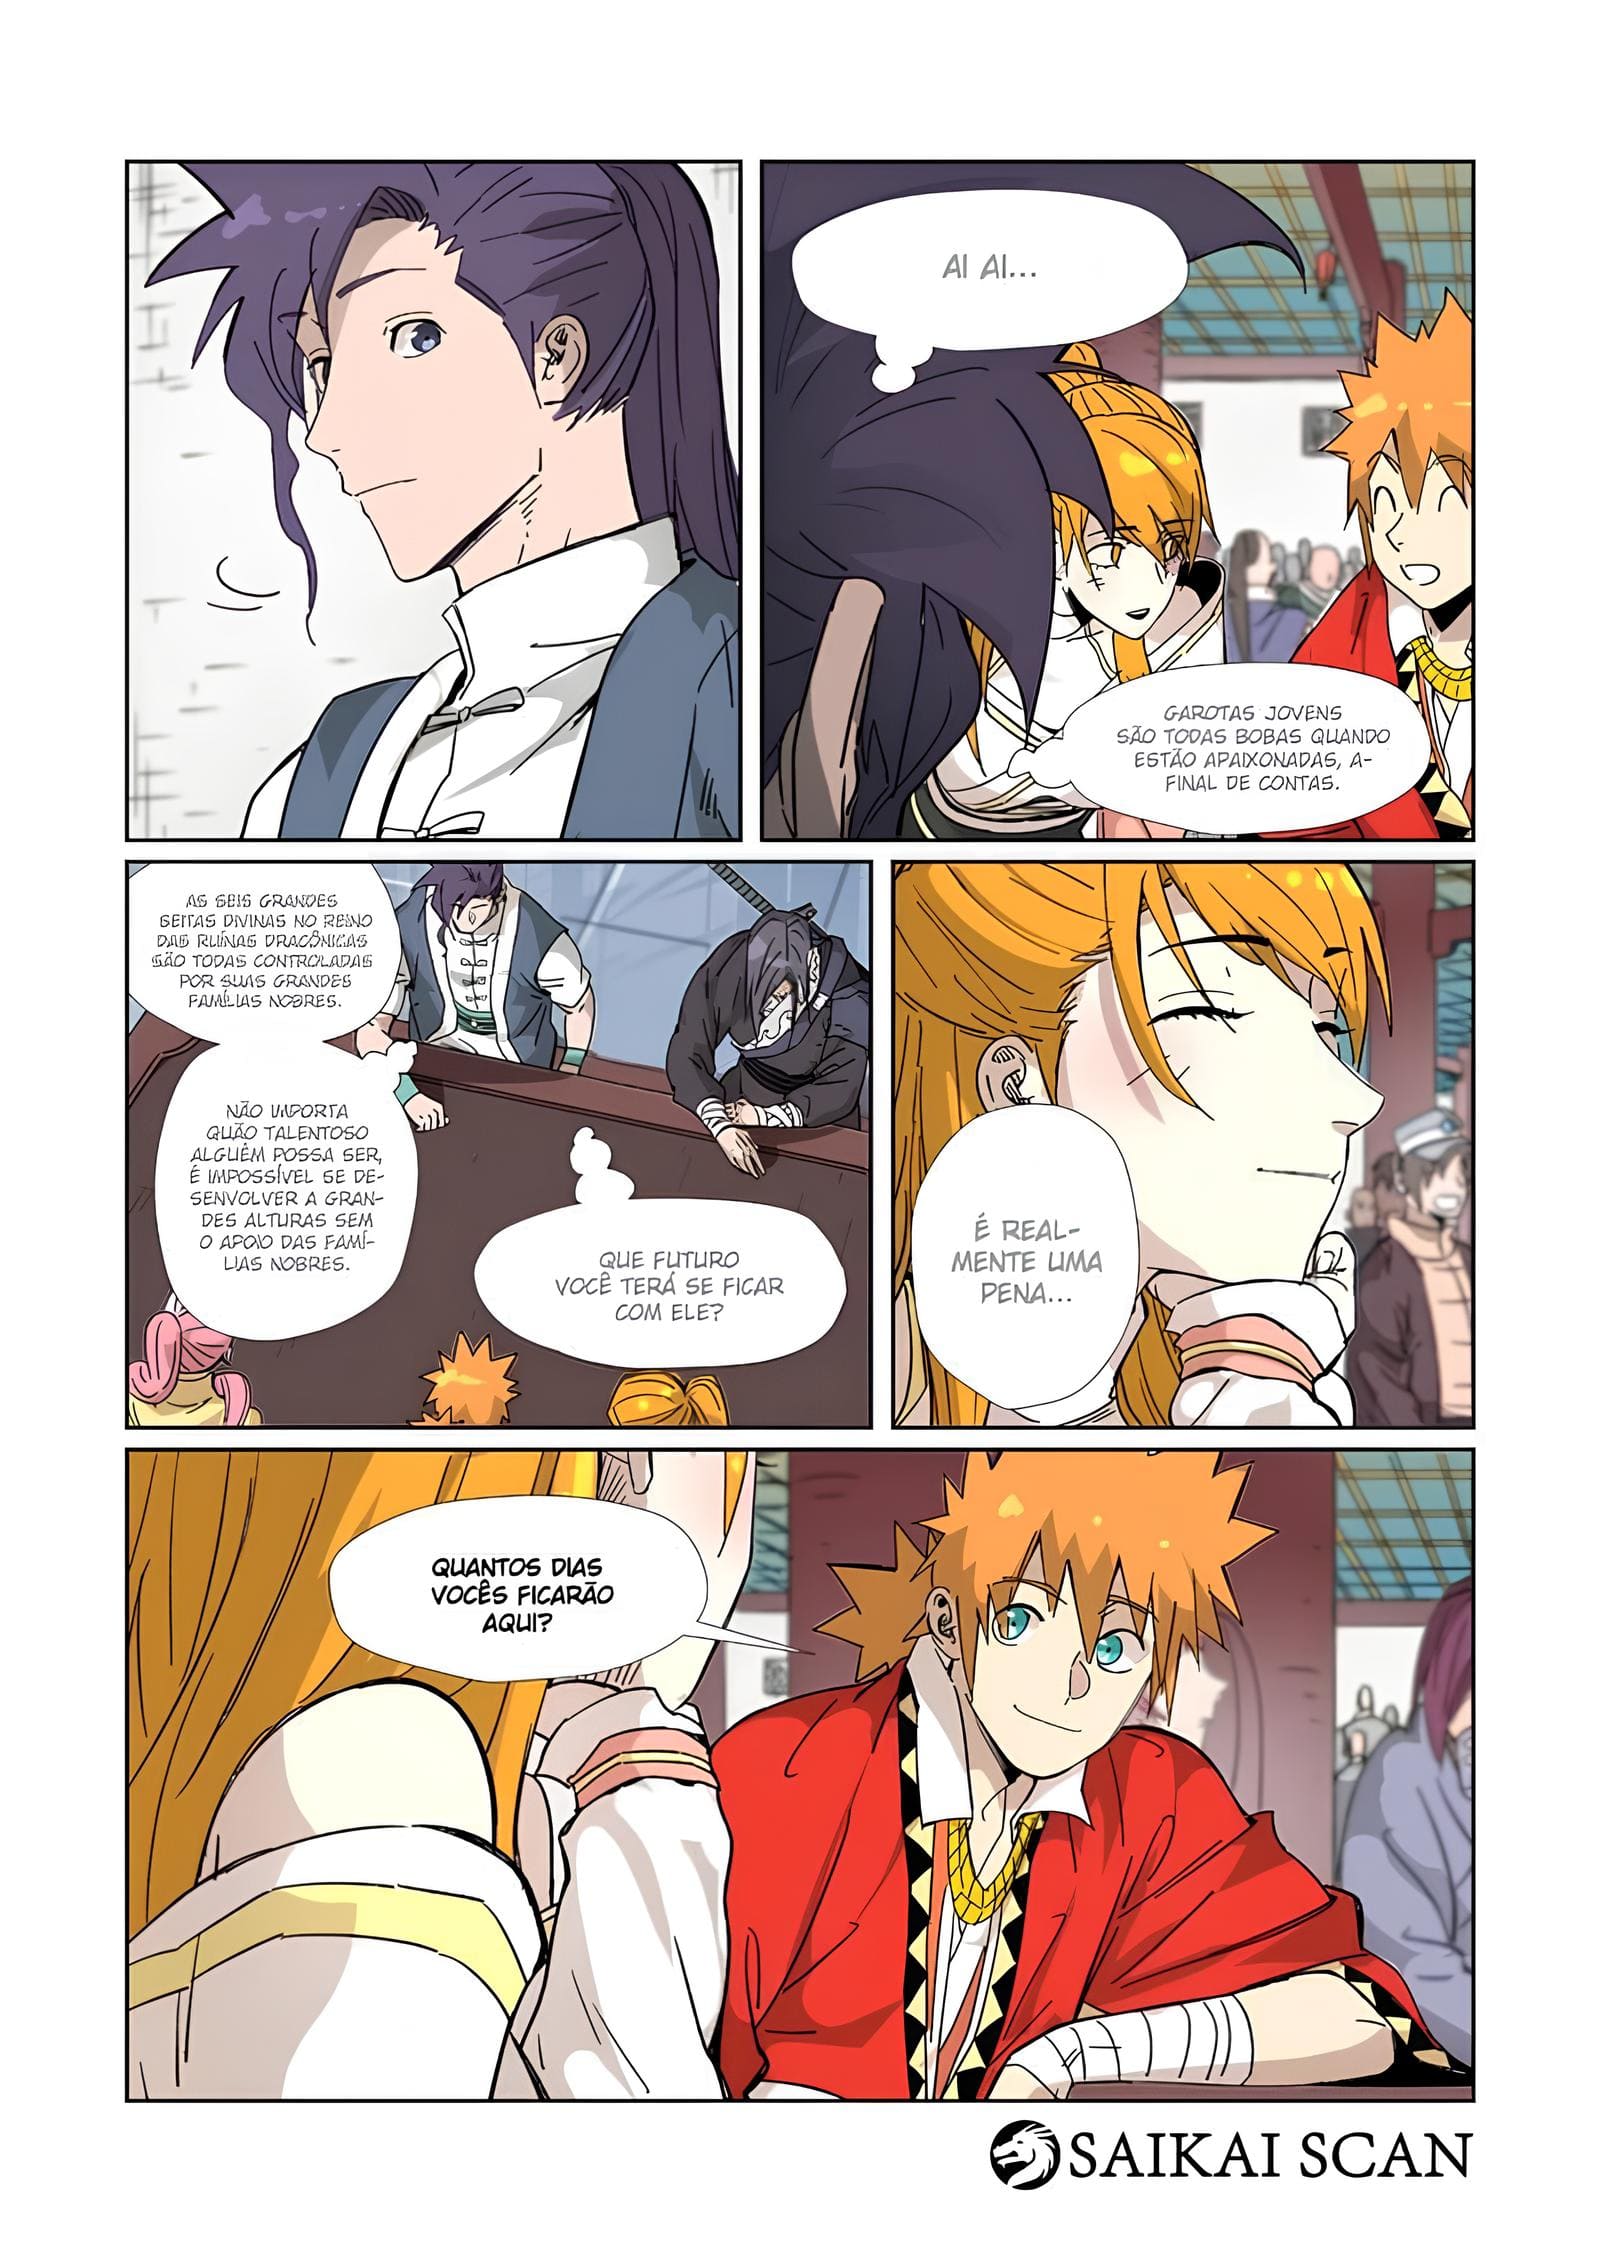 AI AI...
GAROTAS JOVENS
SÃO TODAS BOBAS QUANDO
ESTÃO APAIXONADAS, A-
FINAL DE CONTAS.
AS SEIS GRANDES
SEITAS DIVINAS NO REINO
DAS RUÍNAS DRACÔNICAS
SÃO TODAS CONTROLADAS
POR SUAS GRANDES
FAMÍLIAS NOBRES.
NÃO IMPORTA
QUÃO TALENTOSO
ALGUÉM POSSA SER,
É IMPOSSÍVEL SE DE-
SENVOLVER A GRAN-
DES ALTURAS SEM
O APOIO DAS FAMÍ-
LIAS NOBRES.
QUE FUTURO
VOCÊ TERÁ SE FICAR
COM ELE?
É REAL-
MENTE UMA
PENA...
QUANTOS DIAS
VOCÊS FICARÃO
AQUI?
SAIKAI SCAN